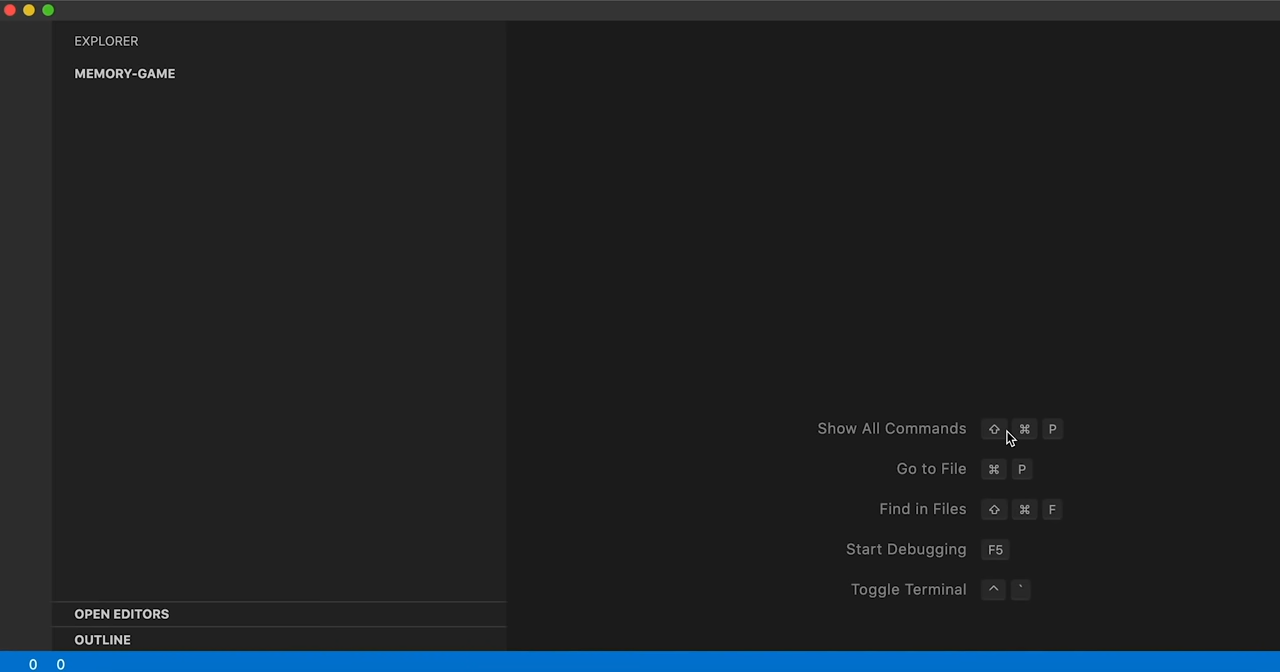 EXPLORER
MEMORY-GAME
Show All Commands ⇧ ⌘ P
Go to File ⌘ P
Find in Files ⇧ ⌘ F
Start Debugging F5
Toggle Terminal ^ `
OPEN EDITORS
OUTLINE
0 0